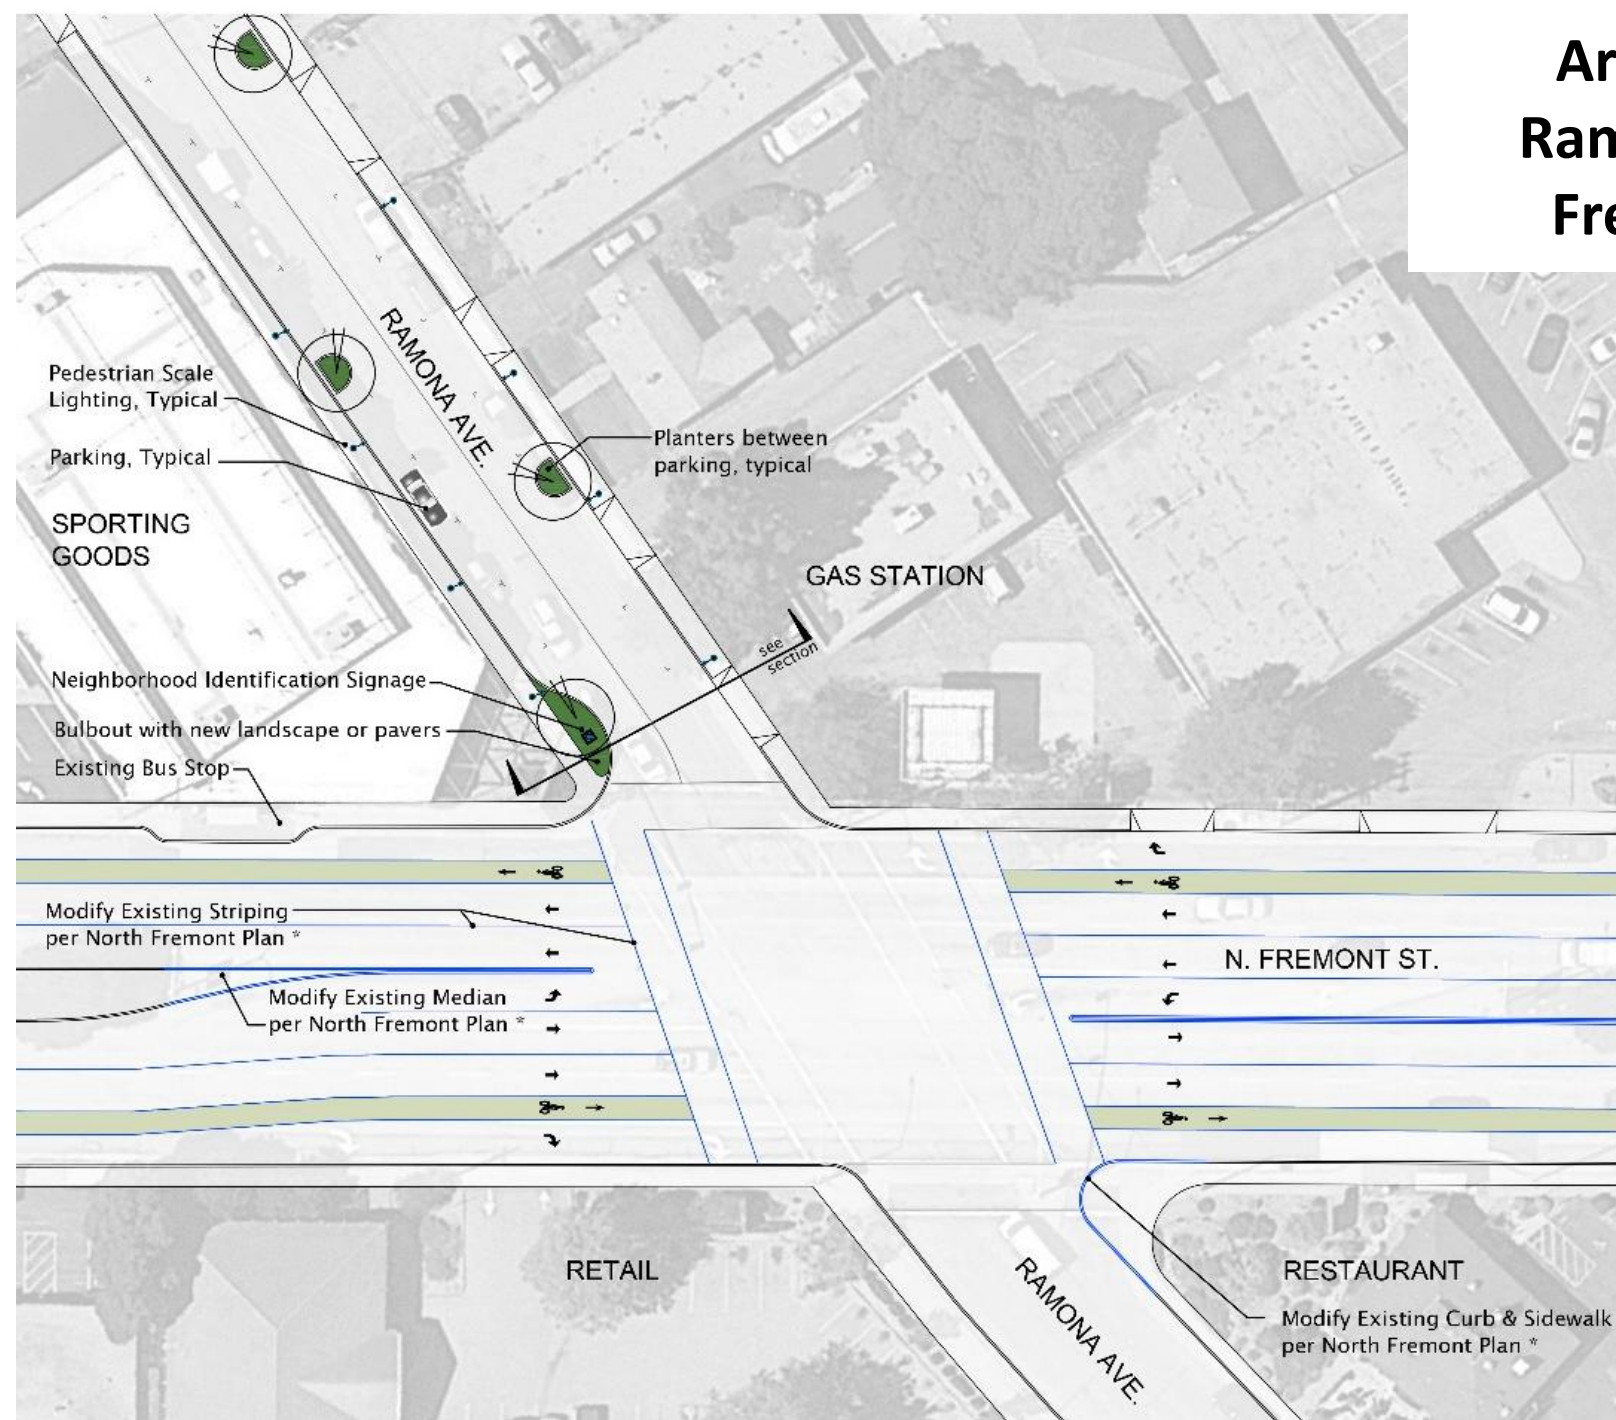 Ar
Ram
Fre
RAMONA AVE.
Pedestrian Scale
Lighting, Typical
Parking, Typical
Planters between
parking, typical
SPORTING
GOODS
GAS STATION
see
section
Neighborhood Identification Signage
Bulbout with new landscape or pavers
Existing Bus Stop
Modify Existing Striping
per North Fremont Plan *
N. FREMONT ST.
Modify Existing Median
per North Fremont Plan *
RETAIL
RAMONA AVE.
RESTAURANT
Modify Existing Curb & Sidewalk
per North Fremont Plan *